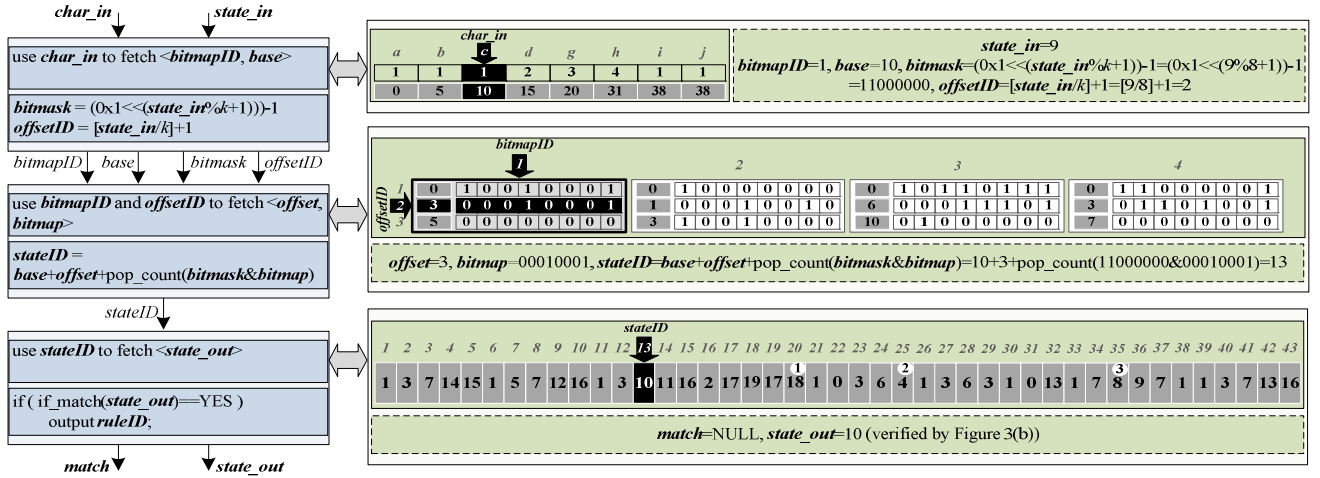 char_in state_in
use char_in to fetch <bitmapID, base>
bitmask = (0x1<<(state_in%k+1)))-1
offsetID = [state_in/k]+1
bitmapID base bitmask offsetID
use bitmapID and offsetID to fetch <offset,
bitmap>
stateID =
base+offset+pop_count(bitmask&bitmap)
stateID
use stateID to fetch <state_out>
if ( if_match(state_out)==YES )
output ruleID;
match state_out
char_in
a b c d g h i j
1 1 1 2 3 4 1 1
0 5 10 15 20 31 38 38
state_in=9
bitmapID=1, base=10, bitmask=(0x1<<(state_in%k+1))-1=(0x1<<(9%8+1))-1
=11000000, offsetID=[state_in/k]+1=[9/8]+1=2
bitmapID
1 2 3 4
offsetID
1 0 1 0 0 1 0 0 0 1 0 1 0 0 0 0 0 0 0 0 1 0 1 1 0 1 1 1 0 1 1 0 0 0 0 0 1
2 3 0 0 0 1 0 0 0 1 1 0 0 0 1 0 0 1 0 6 0 0 0 1 1 1 0 1 3 0 1 1 0 0 0 1 0
3 5 0 0 0 0 0 0 0 0 3 1 0 0 0 0 0 0 0 10 0 1 0 0 0 0 0 0 7 0 0 0 0 0 0 0 0
offset=3, bitmap=00010001, stateID=base+offset+pop_count(bitmask&bitmap)=10+3+pop_count(11000000&00010001)=13
stateID
1 2 3 4 5 6 7 8 9 10 11 12 13 14 15 16 17 18 19 20 21 22 23 24 25 26 27 28 29 30 31 32 33 34 35 36 37 38 39 40 41 42 43
1 2 3
1 3 7 14 15 1 5 7 12 16 1 3 10 11 16 2 17 19 17 18 1 0 3 6 4 1 3 6 3 1 0 13 1 7 8 9 7 1 1 3 7 13 16
match=NULL, state_out=10 (verified by Figure 3(b))